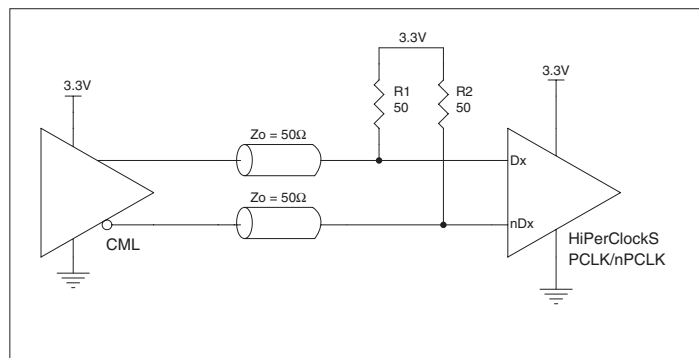 3.3V
3.3V
3.3V
R1
50
R2
50
Zo = 50Ω
Dx
Zo = 50Ω
nDx
CML
HiPerClockS
PCLK/nPCLK